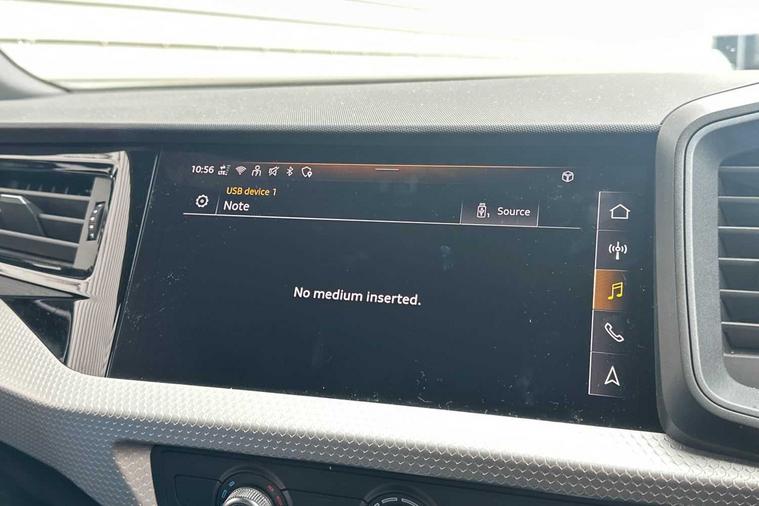 10:56
USB device 1
Note
Source
No medium inserted.